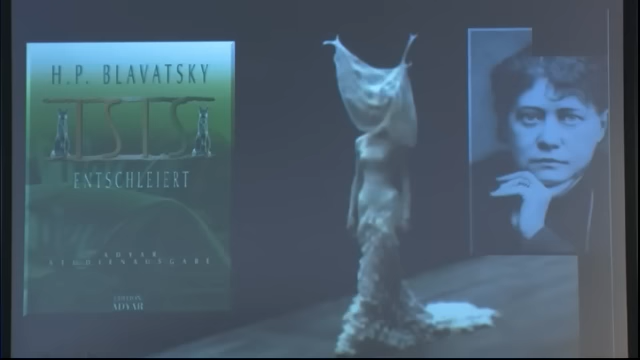 H.P. BLAVATSKY
ISIS
ENTSCHLEIERT
ADYAR
STUDIENAUSGABE
EDITION
ADYAR